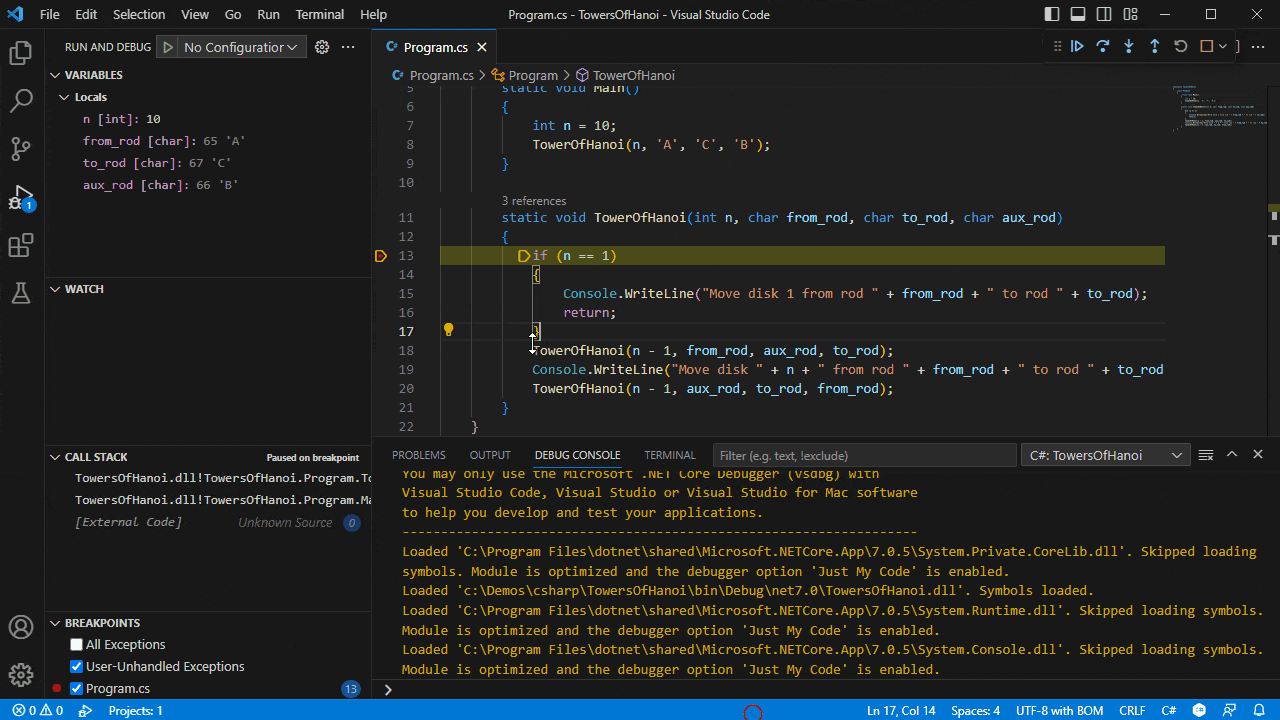 File Edit Selection View Go Run Terminal Help Program.cs - TowersOfHanoi - Visual Studio Code
RUN AND DEBUG No Configuration
VARIABLES
Locals
n [int]: 10
from_rod [char]: 65 'A'
to_rod [char]: 67 'C'
aux_rod [char]: 66 'B'
WATCH
CALL STACK Paused on breakpoint
TowersOfHanoi.dll!TowersOfHanoi.Program.To
TowersOfHanoi.dll!TowersOfHanoi.Program.Ma
[External Code] Unknown Source 0
BREAKPOINTS
All Exceptions
User-Unhandled Exceptions
Program.cs 13
1
Program.cs
Program.cs > Program > TowerOfHanoi
5 static void Main()
6 {
7 int n = 10;
8 TowerOfHanoi(n, 'A', 'C', 'B');
9 }
10
3 references
11 static void TowerOfHanoi(int n, char from_rod, char to_rod, char aux_rod)
12 {
13 if (n == 1)
14 {
15 Console.WriteLine("Move disk 1 from rod " + from_rod + " to rod " + to_rod);
16 return;
17 }
18 TowerOfHanoi(n - 1, from_rod, aux_rod, to_rod);
19 Console.WriteLine("Move disk " + n + " from rod " + from_rod + " to rod " + to_rod
20 TowerOfHanoi(n - 1, aux_rod, to_rod, from_rod);
21 }
22 }
PROBLEMS OUTPUT DEBUG CONSOLE TERMINAL Filter (e.g. text, !exclude) C#: TowersOfHanoi
You may only use the Microsoft .NET Core Debugger (vsdbg) with
Visual Studio Code, Visual Studio or Visual Studio for Mac software
to help you develop and test your applications.
-------------------------------------------------------------------
Loaded 'C:\Program Files\dotnet\shared\Microsoft.NETCore.App\7.0.5\System.Private.CoreLib.dll'. Skipped loading
symbols. Module is optimized and the debugger option 'Just My Code' is enabled.
Loaded 'c:\Demos\csharp\TowersOfHanoi\bin\Debug\net7.0\TowersOfHanoi.dll'. Symbols loaded.
Loaded 'C:\Program Files\dotnet\shared\Microsoft.NETCore.App\7.0.5\System.Runtime.dll'. Skipped loading symbols.
Module is optimized and the debugger option 'Just My Code' is enabled.
Loaded 'C:\Program Files\dotnet\shared\Microsoft.NETCore.App\7.0.5\System.Console.dll'. Skipped loading symbols.
Module is optimized and the debugger option 'Just My Code' is enabled.
0 0 Projects: 1 Ln 17, Col 14 Spaces: 4 UTF-8 with BOM CRLF C#